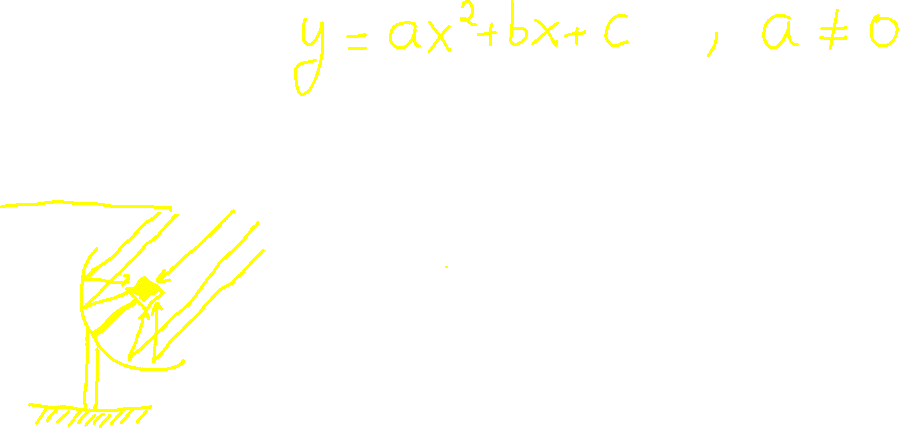 y = ax²+bx+c , a ≠ 0